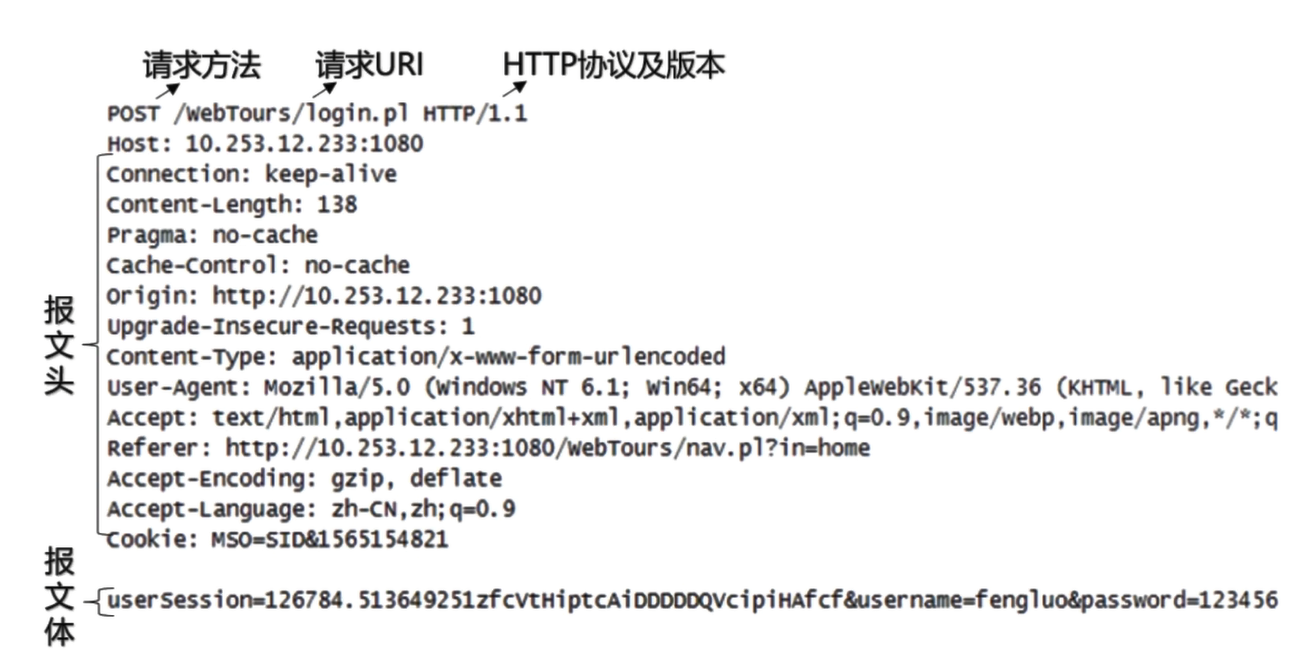 请求方法 请求URI HTTP协议及版本
POST /WebTours/login.pl HTTP/1.1
Host: 10.253.12.233:1080
Connection: keep-alive
Content-Length: 138
Pragma: no-cache
Cache-Control: no-cache
Origin: http://10.253.12.233:1080
Upgrade-Insecure-Requests: 1
Content-Type: application/x-www-form-urlencoded
User-Agent: Mozilla/5.0 (Windows NT 6.1; Win64; x64) AppleWebKit/537.36 (KHTML, like Geck
Accept: text/html,application/xhtml+xml,application/xml;q=0.9,image/webp,image/apng,*/*;q
Referer: http://10.253.12.233:1080/WebTours/nav.pl?in=home
Accept-Encoding: gzip, deflate
Accept-Language: zh-CN,zh;q=0.9
Cookie: MSO=SID&1565154821
报文头
userSession=126784.513649251zfcVtHiptcAiDDDDDQVcipiHAfcf&username=fengluo&password=123456
报文体